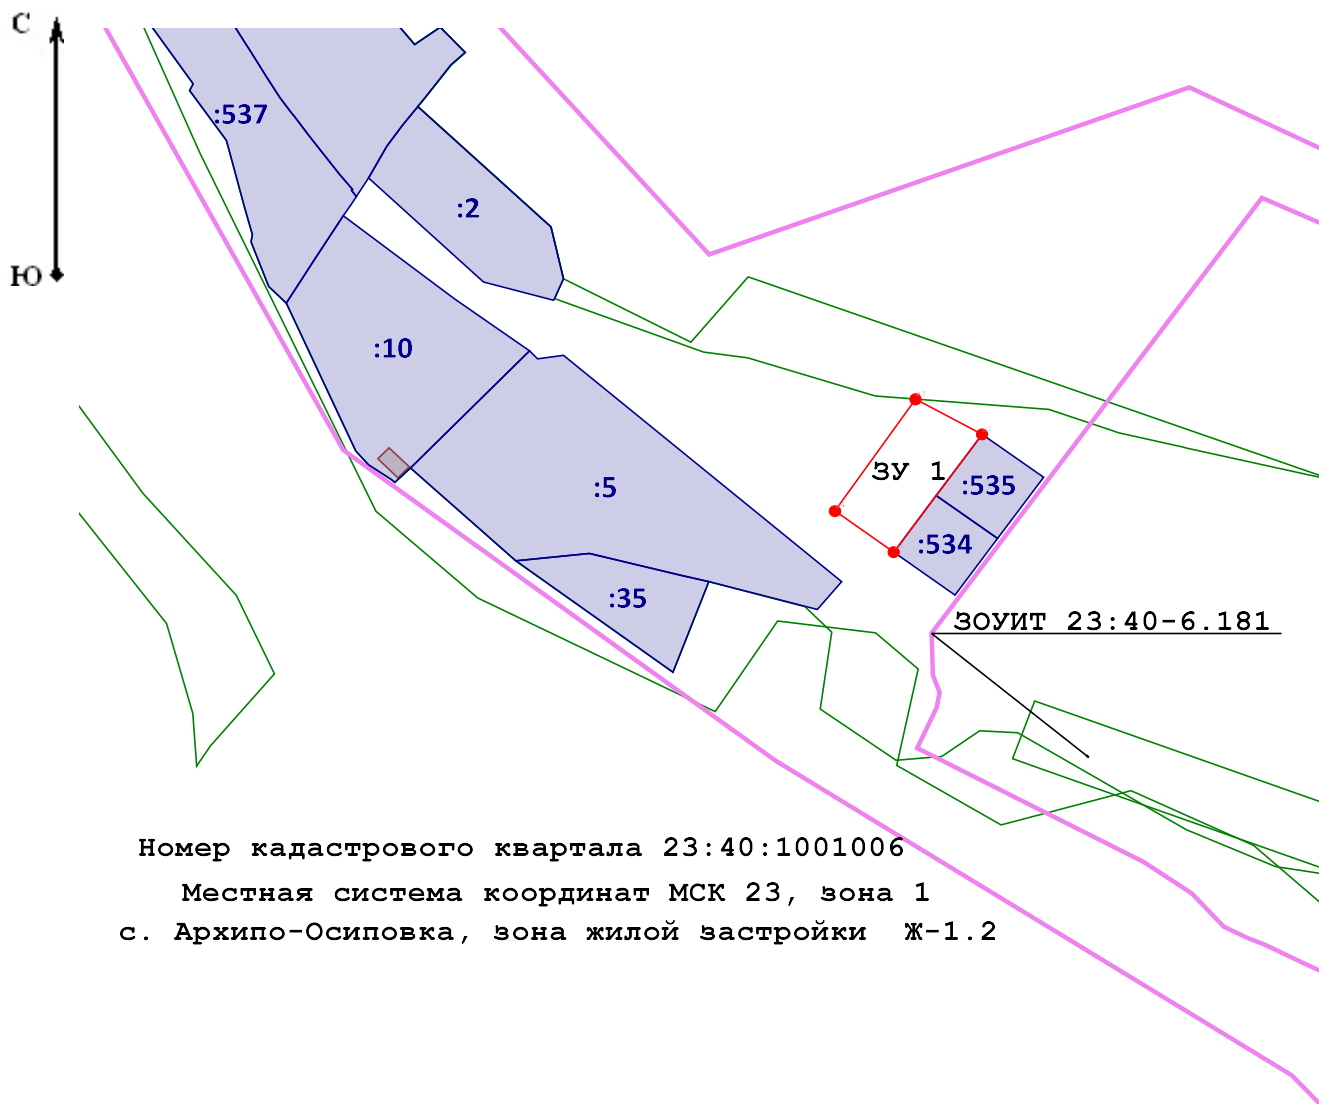 С
:537
:2
Ю
:10
ЗУ 1
:535
:5
:534
:35
ЗОУИТ 23:40-6.181
Номер кадастрового квартала 23:40:1001006
Местная система координат МСК 23, зона 1
с. Архипо-Осиповка, зона жилой застройки Ж-1.2